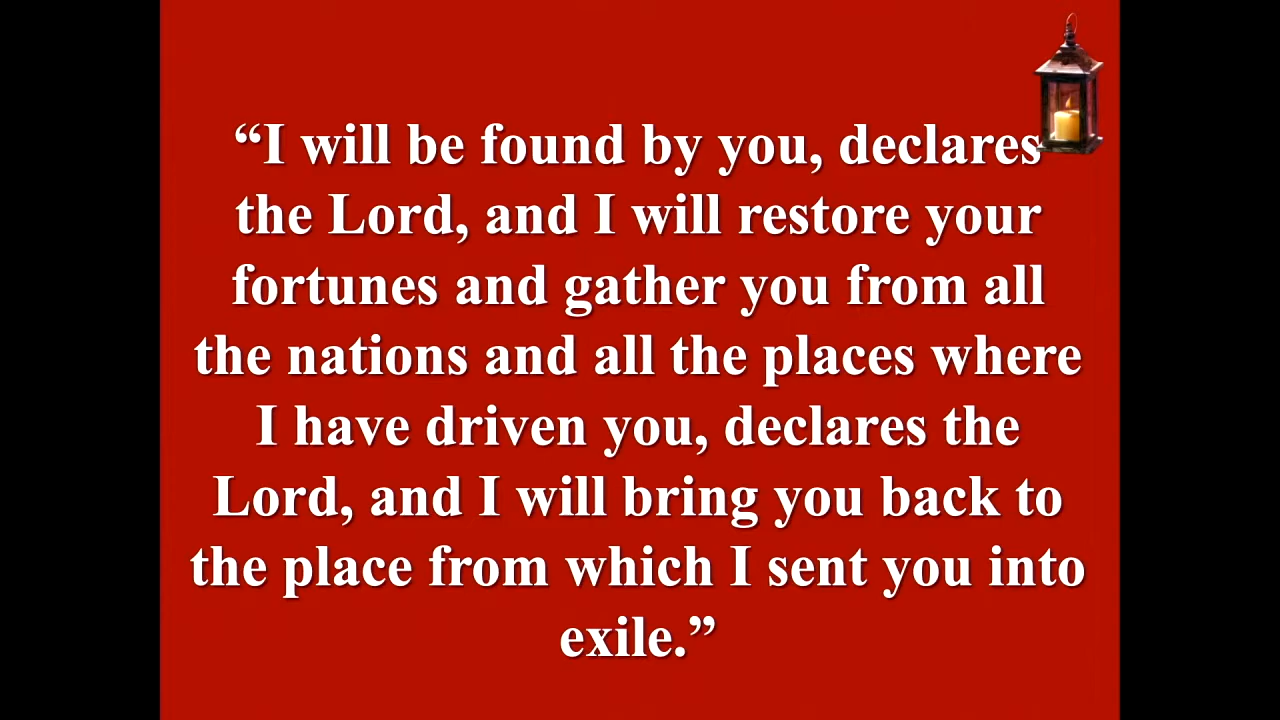 “I will be found by you, declares
the Lord, and I will restore your
fortunes and gather you from all
the nations and all the places where
I have driven you, declares the
Lord, and I will bring you back to
the place from which I sent you into
exile.”